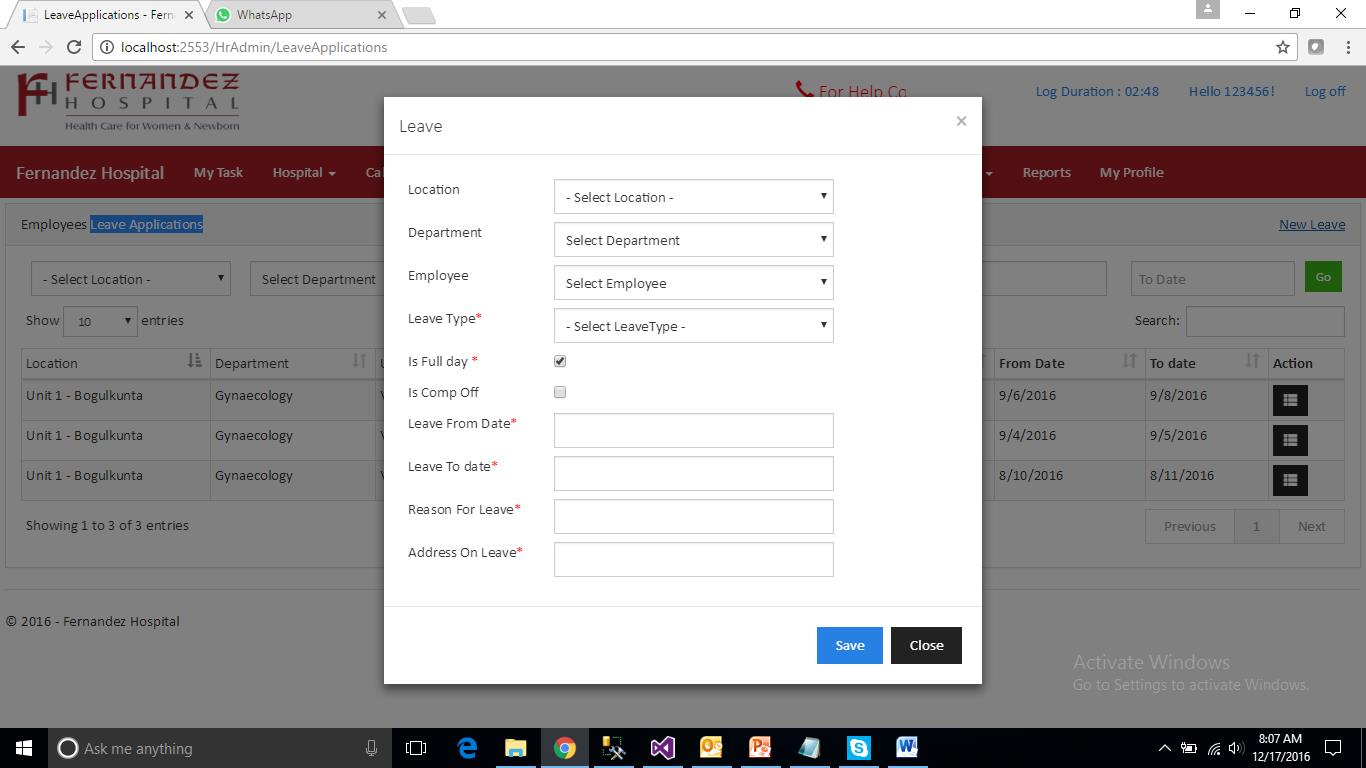 LeaveApplications - Fern
WhatsApp
localhost:2553/HrAdmin/LeaveApplications
FERNANDEZ
HOSPITAL
Health Care for Women & Newborn
For Help Co
Log Duration : 02:48 Hello 123456! Log off
Fernandez Hospital My Task Hospital Cal Reports My Profile
Employees Leave Applications New Leave
- Select Location - Select Department To Date Go
Show 10 entries Search:
Location Department U From Date To date Action
Unit 1 - Bogulkunta Gynaecology 9/6/2016 9/8/2016
Unit 1 - Bogulkunta Gynaecology 9/4/2016 9/5/2016
Unit 1 - Bogulkunta Gynaecology 8/10/2016 8/11/2016
Showing 1 to 3 of 3 entries Previous 1 Next
© 2016 - Fernandez Hospital
Leave ×
Location - Select Location -
Department Select Department
Employee Select Employee
Leave Type* - Select LeaveType -
Is Full day *
Is Comp Off
Leave From Date*
Leave To date*
Reason For Leave*
Address On Leave*
Save Close
Activate Windows
Go to Settings to activate Windows.
Ask me anything
8:07 AM
12/17/2016